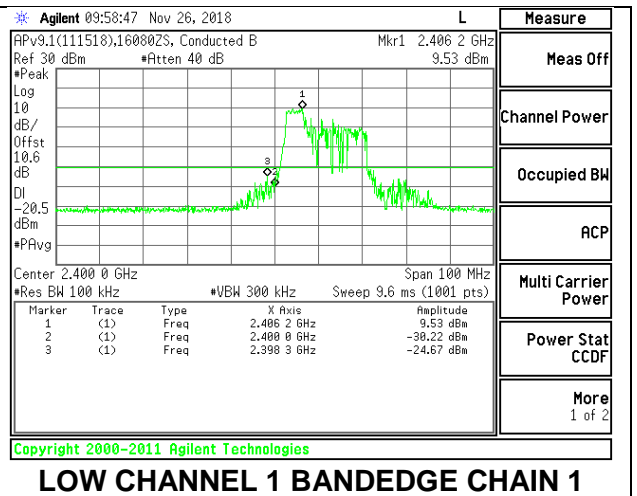 Agilent 09:58:47 Nov 26, 2018 L
Measure
APv9.1(111518),16080ZS, Conducted B Mkr1 2.406 2 GHz
Ref 30 dBm #Atten 40 dB 9.53 dBm
#Peak
Log
10
dB/
Offst
10.6
dB
DI
-20.5
dBm
#PAvg
1
3
2
Center 2.400 0 GHz Span 100 MHz
#Res BW 100 kHz #VBW 300 kHz Sweep 9.6 ms (1001 pts)
Marker Trace Type X Axis Amplitude
1 (1) Freq 2.406 2 GHz 9.53 dBm
2 (1) Freq 2.400 0 GHz -30.22 dBm
3 (1) Freq 2.398 3 GHz -24.67 dBm
Meas Off
Channel Power
Occupied BW
ACP
Multi Carrier
Power
Power Stat
CCDF
More
1 of 2
Copyright 2000-2011 Agilent Technologies
LOW CHANNEL 1 BANDEDGE CHAIN 1